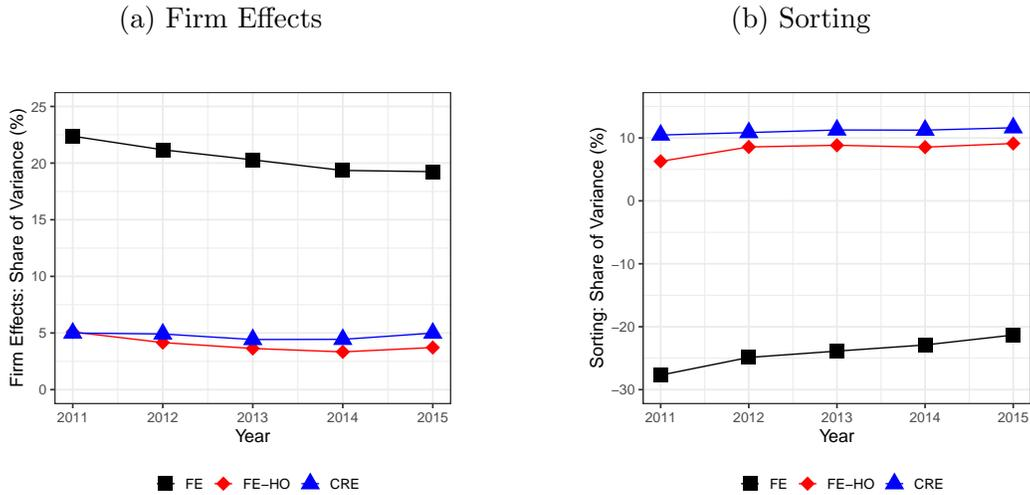 (a) Firm Effects
Firm Effects: Share of Variance (%)
25
20
15
10
5
0
2011 2012 2013 2014 2015
Year
FE FE−HO CRE
(b) Sorting
Sorting: Share of Variance (%)
10
0
−10
−20
−30
2011 2012 2013 2014 2015
Year
FE FE−HO CRE